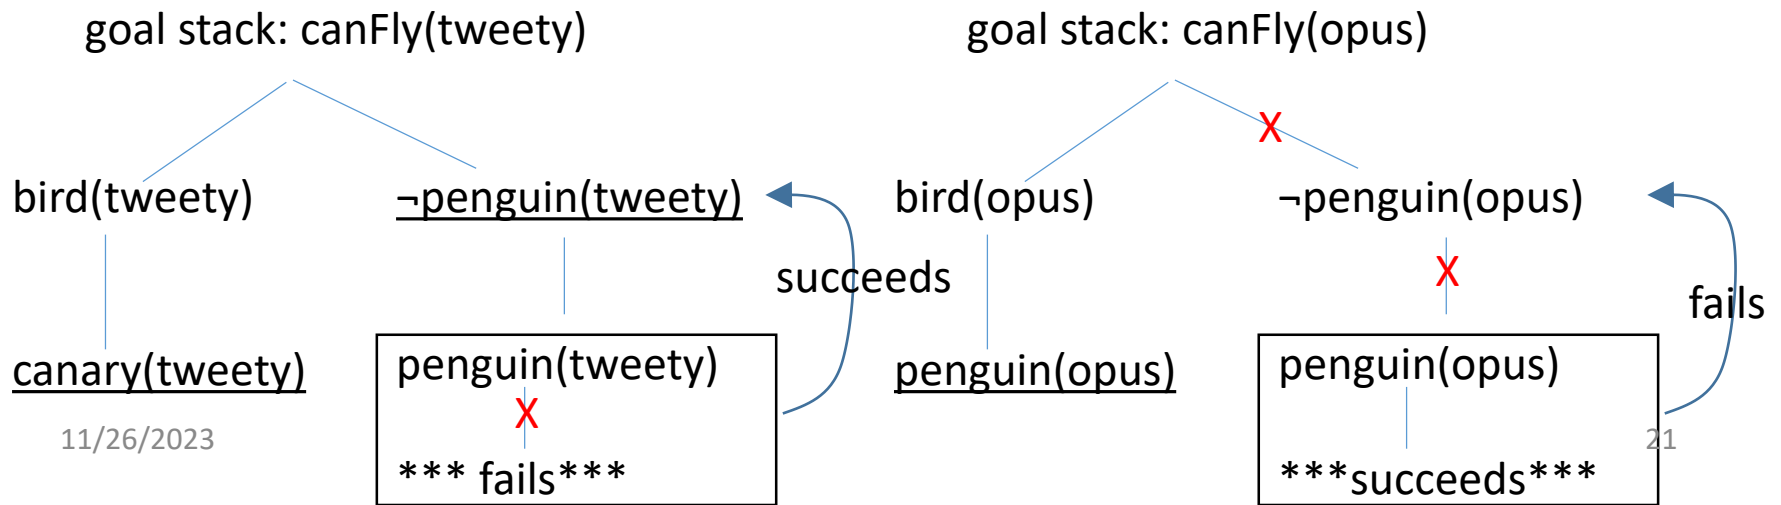 goal stack: canFly(tweety)
bird(tweety)
¬penguin(tweety)
succeeds
canary(tweety)
penguin(tweety)
X
*** fails***
11/26/2023
goal stack: canFly(opus)
X
bird(opus)
¬penguin(opus)
X
fails
penguin(opus)
penguin(opus)
***succeeds***
21